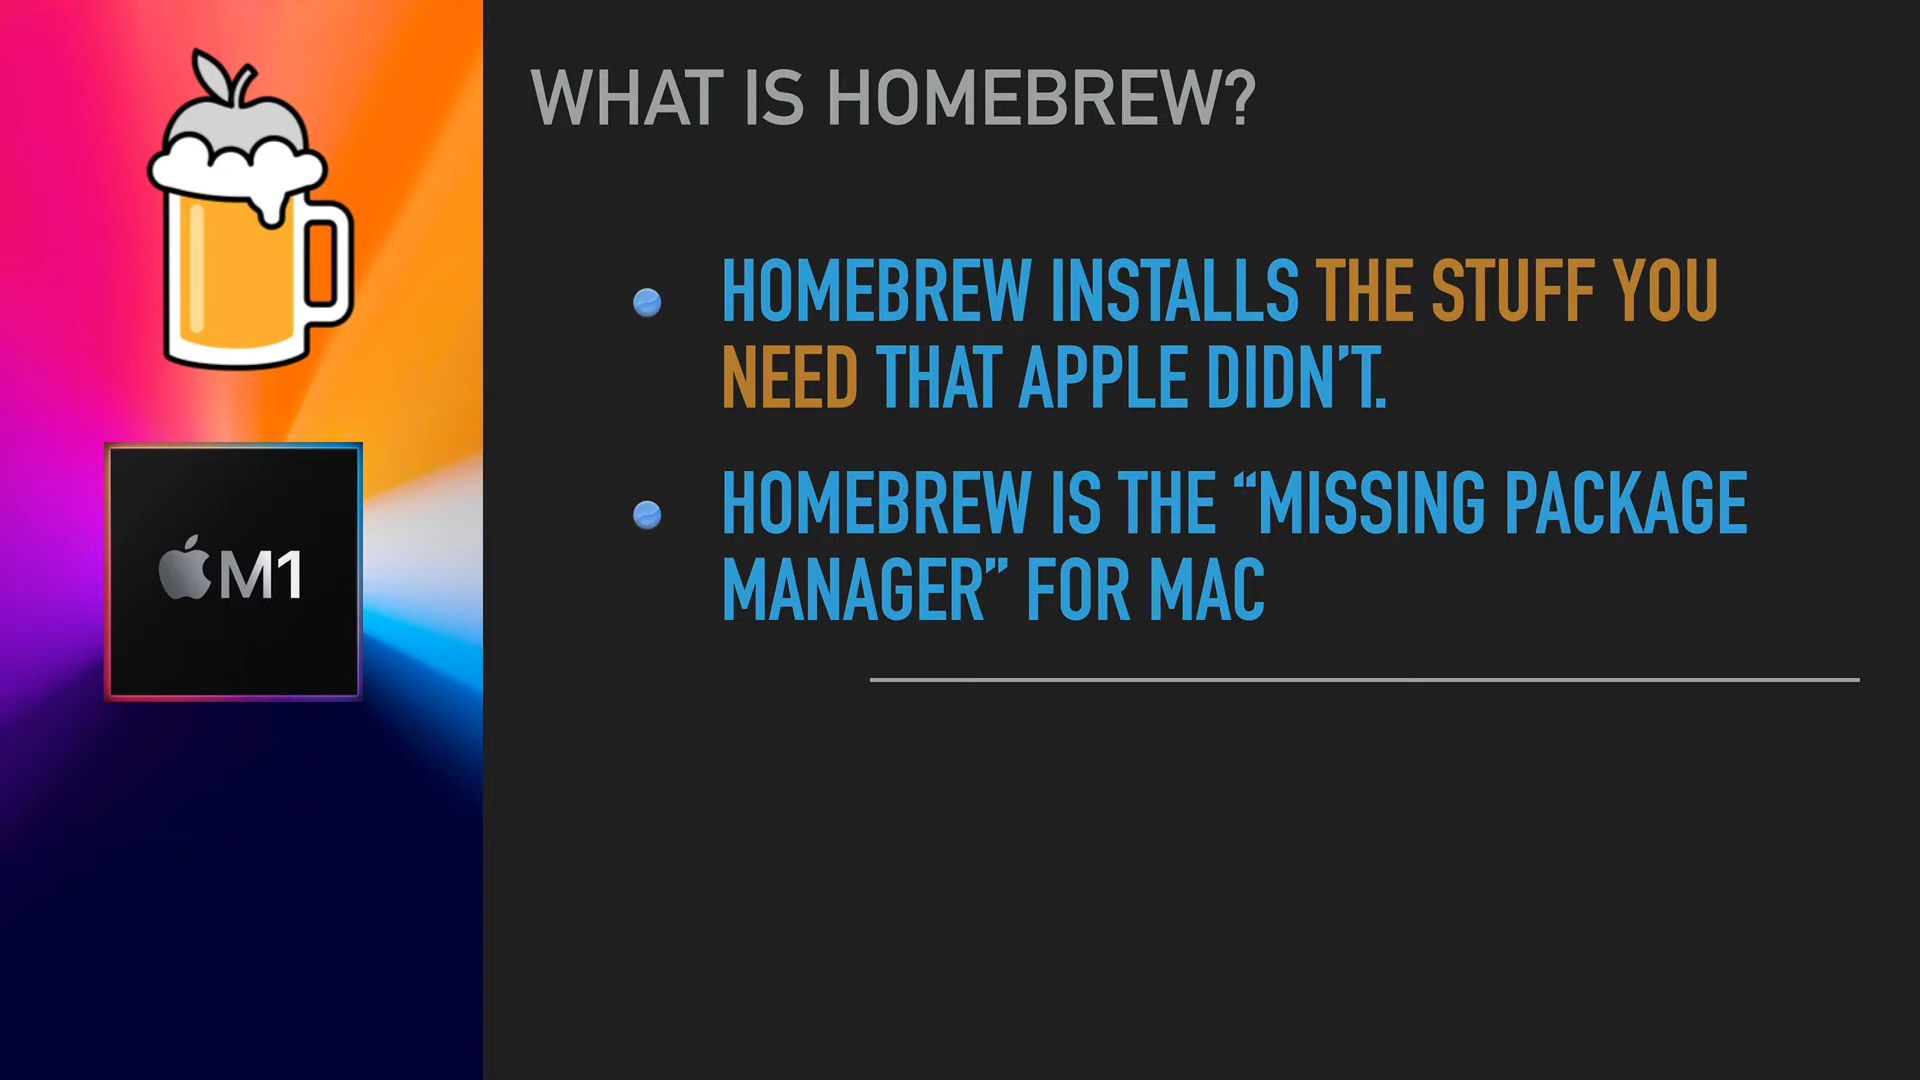 WHAT IS HOMEBREW?
HOMEBREW INSTALLS THE STUFF YOU
NEED THAT APPLE DIDN’T.
HOMEBREW IS THE “MISSING PACKAGE
MANAGER” FOR MAC
M1